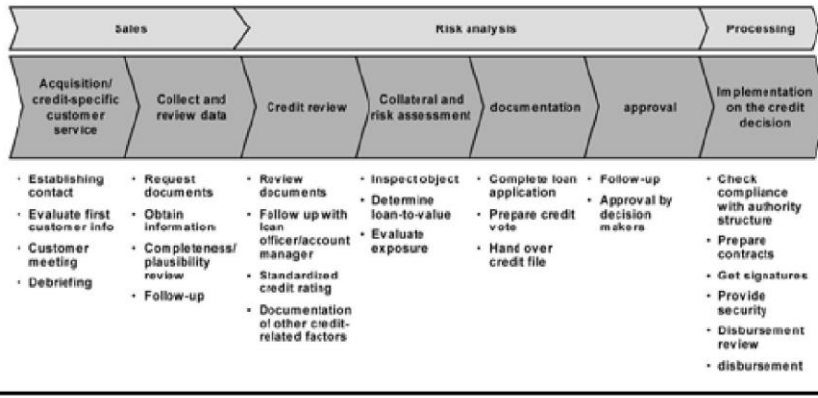 Sales
Risk analysis
Processing
Acquisition/
credit-specific
customer
service
Collect and
review data
Credit review
Collateral and
risk assessment
documentation
approval
Implementation
on the credit
decision
• Establishing
contact
• Evaluate first
customer info
• Customer
meeting
• Debriefing
• Request
documents
• Obtain
information
• Completeness/
plausibility
review
• Follow-up
• Review
documents
• Follow up with
loan
officer/account
manager
• Standardized
credit rating
• Documentation
of other credit-
related factors
• Inspect object
• Determine
loan-to-value
• Evaluate
exposure
• Complete loan
application
• Prepare credit
vote
• Hand over
credit file
• Follow-up
• Approval by
decision
makers
• Check
compliance
with authority
structure
• Prepare
contracts
• Get signatures
• Provide
security
• Disbursement
review
• disbursement